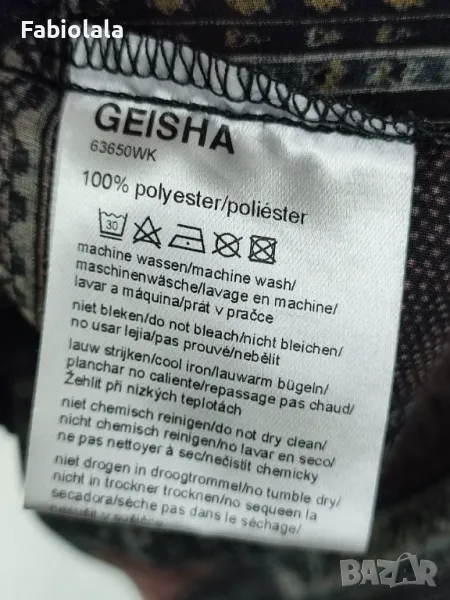 Fabiolala
GEISHA
63650WK
100% polyester/poliéster
30
machine wassen/machine wash/
maschinenwäsche/lavage en machine/
lavar a máquina/prát v pračce
niet bleken/do not bleach/nicht bleichen/
no usar lejia/pas prouvé/nebělit
lauw strijken/cool iron/lauwarm bügeln/
planchar no caliente/repassage pas chaud/
Žehlit při nízkých teplotách
niet chemisch reinigen/do not dry clean/
nicht chemisch reinigen/no lavar en seco/
ne pas nettoyer à sec/nečistit chemicky
niet drogen in droogtrommel/no tumble dry/
nicht in trockner trocknen/no sequeen la
secadora/séche pas dans le séchage/
BAZAR